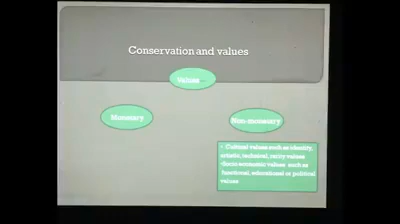 Conservation and values
Values
Monetary
Non-monetary
• Cultural values such as identity,
artistic, technical, rarity values
•Socio economic values such as
functional, educational or political
values